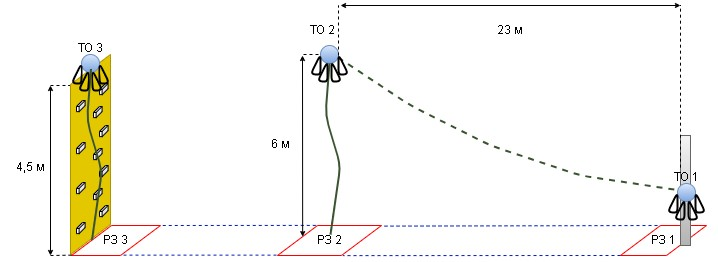 ТО 3
ТО 2
23 м
6 м
4,5 м
ТО 1
РЗ 3
РЗ 2
РЗ 1